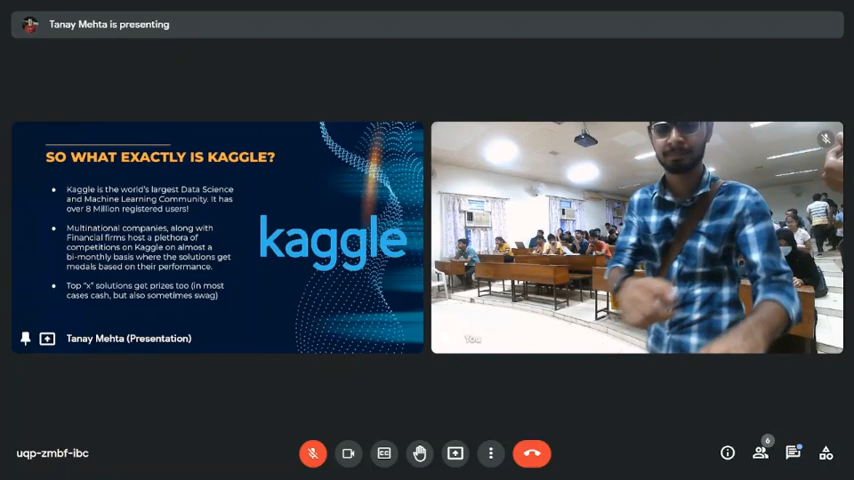 Tanay Mehta is presenting
SO WHAT EXACTLY IS KAGGLE?
● Kaggle is the world's largest Data Science
and Machine Learning Community. It has
over 8 Million registered users!
● Multinational companies, along with
Financial firms host a plethora of
competitions on Kaggle on almost a
bi-monthly basis where the solutions get
medals based on their performance.
● Top "x" solutions get prizes too (in most
cases cash, but also sometimes swag)
kaggle
Tanay Mehta (Presentation)
You
uqp-zmbf-ibc
CC
6